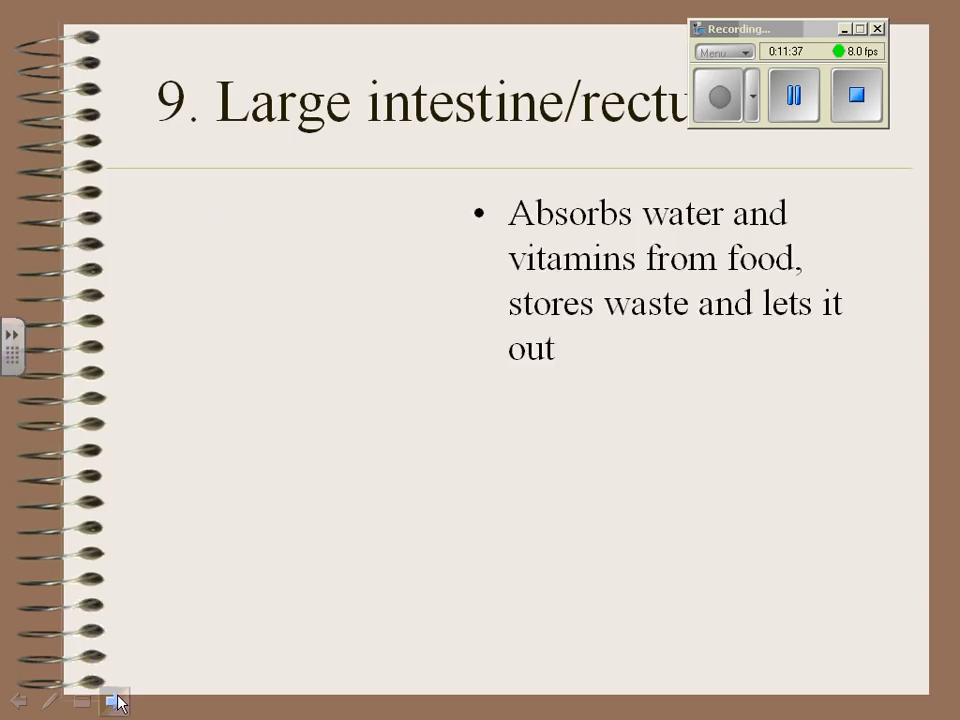 Recording...
Menu
0:11:37
8.0 fps
9. Large intestine/rectu
• Absorbs water and
vitamins from food,
stores waste and lets it
out